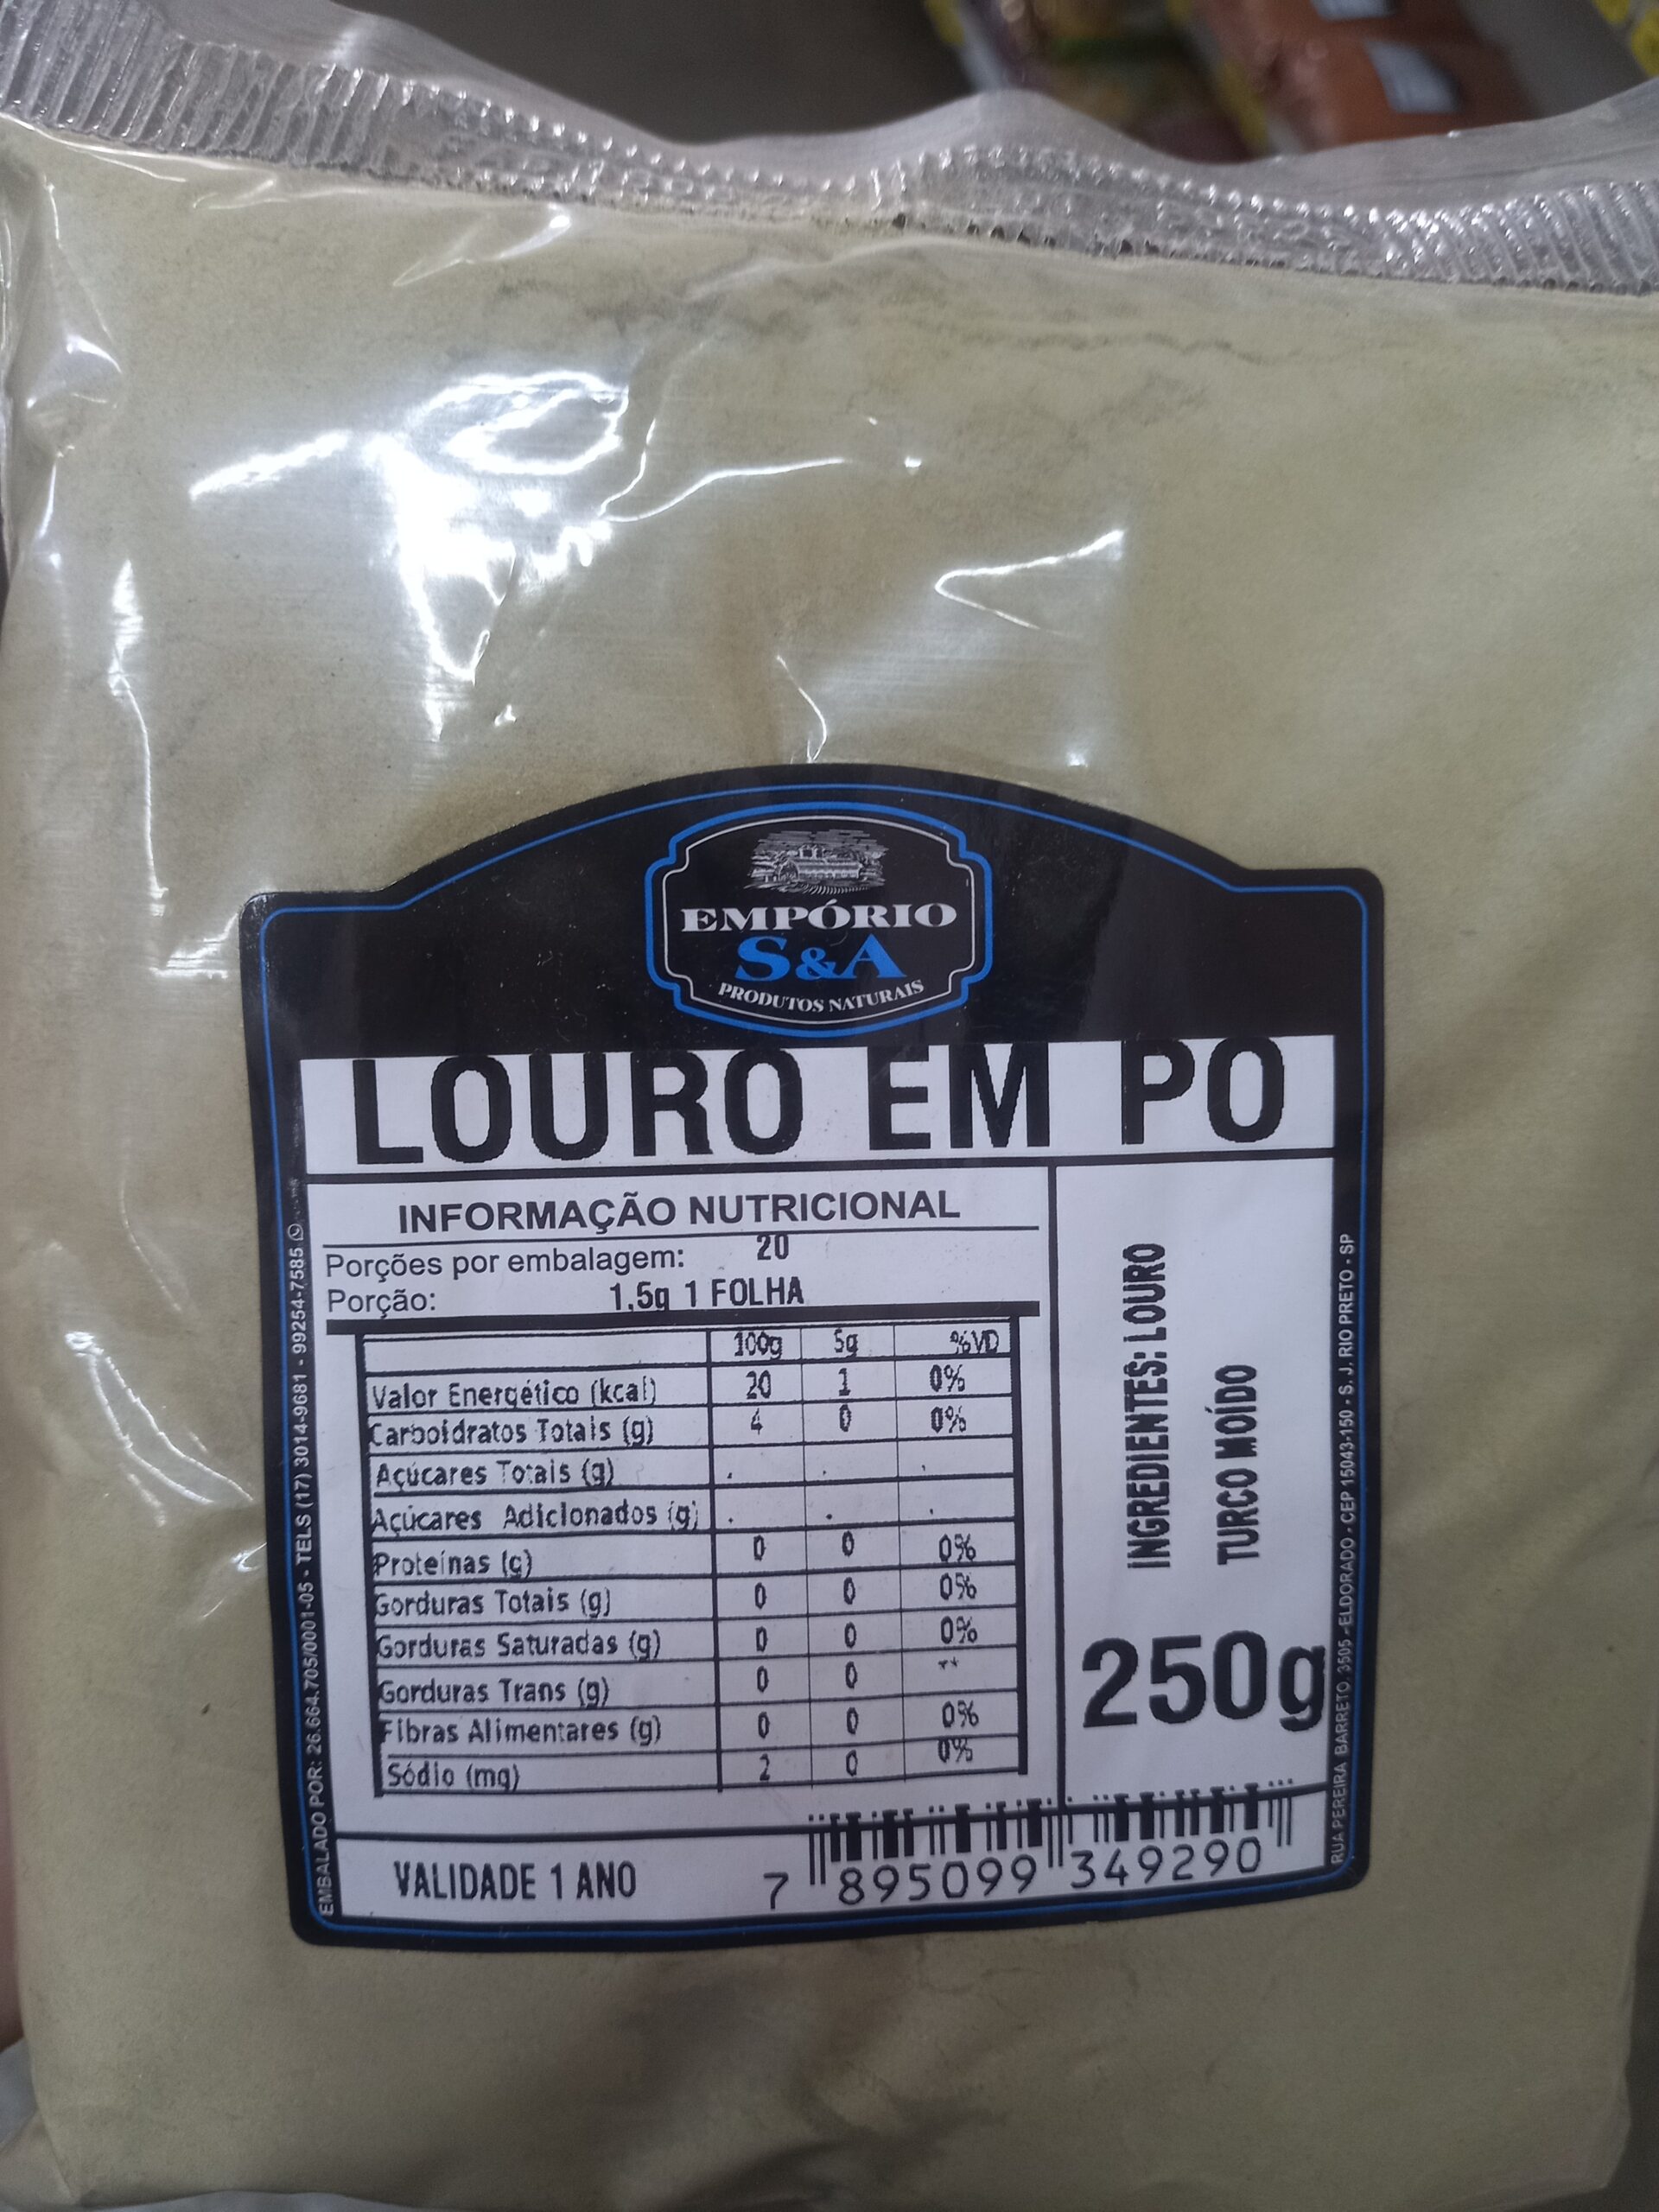 EMPÓRIO
S&A
PRODUTOS NATURAIS
LOURO EM PO
INFORMAÇÃO NUTRICIONAL
Porções por embalagem: 20
Porção: 1,5g 1 FOLHA
100g 5g %VD
Valor Energético (kcal) 20 1 0%
Carboidratos Totais (g) 4 0 0%
Açúcares Totais (g) . . .
Açúcares Adicionados (g) . . .
Proteínas (g) 0 0 0%
Gorduras Totais (g) 0 0 0%
Gorduras Saturadas (g) 0 0 0%
Gorduras Trans (g) 0 0 **
Fibras Alimentares (g) 0 0 0%
Sódio (mg) 2 0 0%
INGREDIENTES: LOURO
TURCO MOÍDO
250g
VALIDADE 1 ANO
7 895099 349290
EMBALADO POR: 26.664.705/0001-05 - TELS (17) 3014-9681 - 99254-7585
RUA PEREIRA BARRETO, 3505 - ELDORADO - CEP 15043-150 - S. J. RIO PRETO - SP